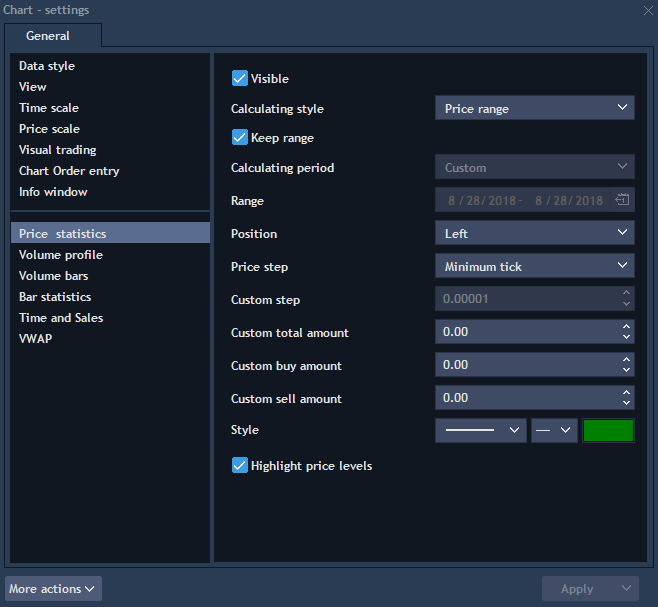 Chart - settings
General
Data style
View
Time scale
Price scale
Visual trading
Chart Order entry
Info window
Price statistics
Volume profile
Volume bars
Bar statistics
Time and Sales
VWAP
Visible
Calculating style Price range
Keep range
Calculating period Custom
Range 8 / 28/ 2018 - 8 / 28/ 2018
Position Left
Price step Minimum tick
Custom step 0.00001
Custom total amount 0.00
Custom buy amount 0.00
Custom sell amount 0.00
Style
Highlight price levels
More actions Apply